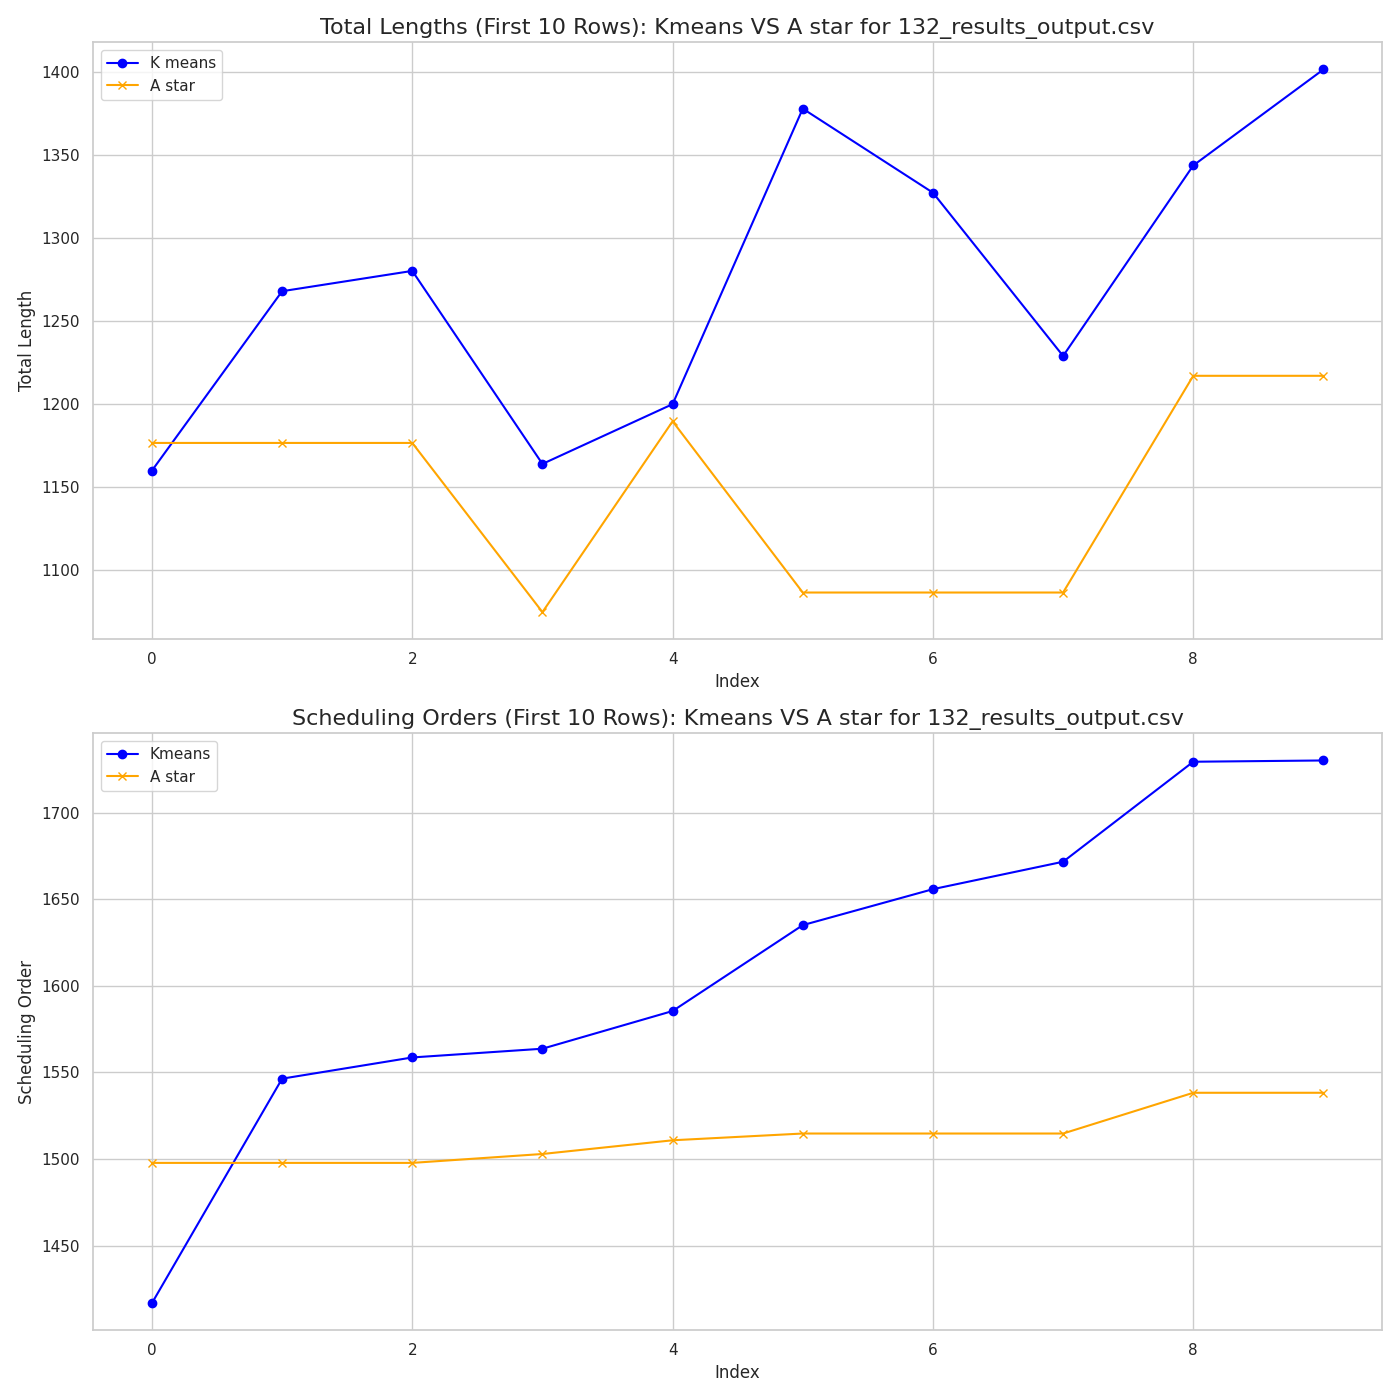 Total Lengths (First 10 Rows): Kmeans VS A star for 132_results_output.csv
K means
A star
1400
1350
1300
1250
1200
1150
1100
Total Length
0 2 4 6 8
Index
Scheduling Orders (First 10 Rows): Kmeans VS A star for 132_results_output.csv
Kmeans
A star
1700
1650
1600
1550
1500
1450
Scheduling Order
0 2 4 6 8
Index